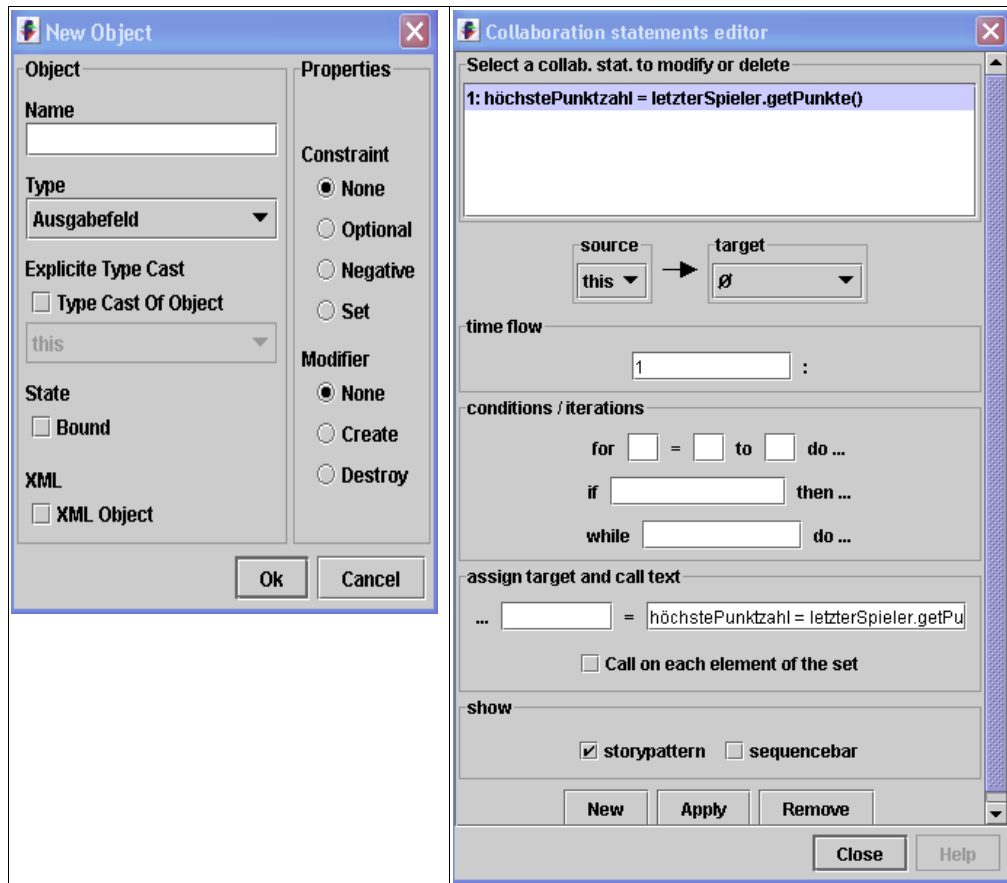 New Object
Object
Properties
Name
Type
Ausgabefeld
Explicite Type Cast
Type Cast Of Object
this
State
Bound
XML
XML Object
Constraint
None
Optional
Negative
Set
Modifier
None
Create
Destroy
Ok Cancel
Collaboration statements editor
Select a collab. stat. to modify or delete
1: höchstePunktzahl = letzterSpieler.getPunkte()
source target
this Ø
time flow
1 :
conditions / iterations
for = to do ...
if then ...
while do ...
assign target and call text
... = höchstePunktzahl = letzterSpieler.getPu
Call on each element of the set
show
storypattern sequencebar
New Apply Remove
Close Help